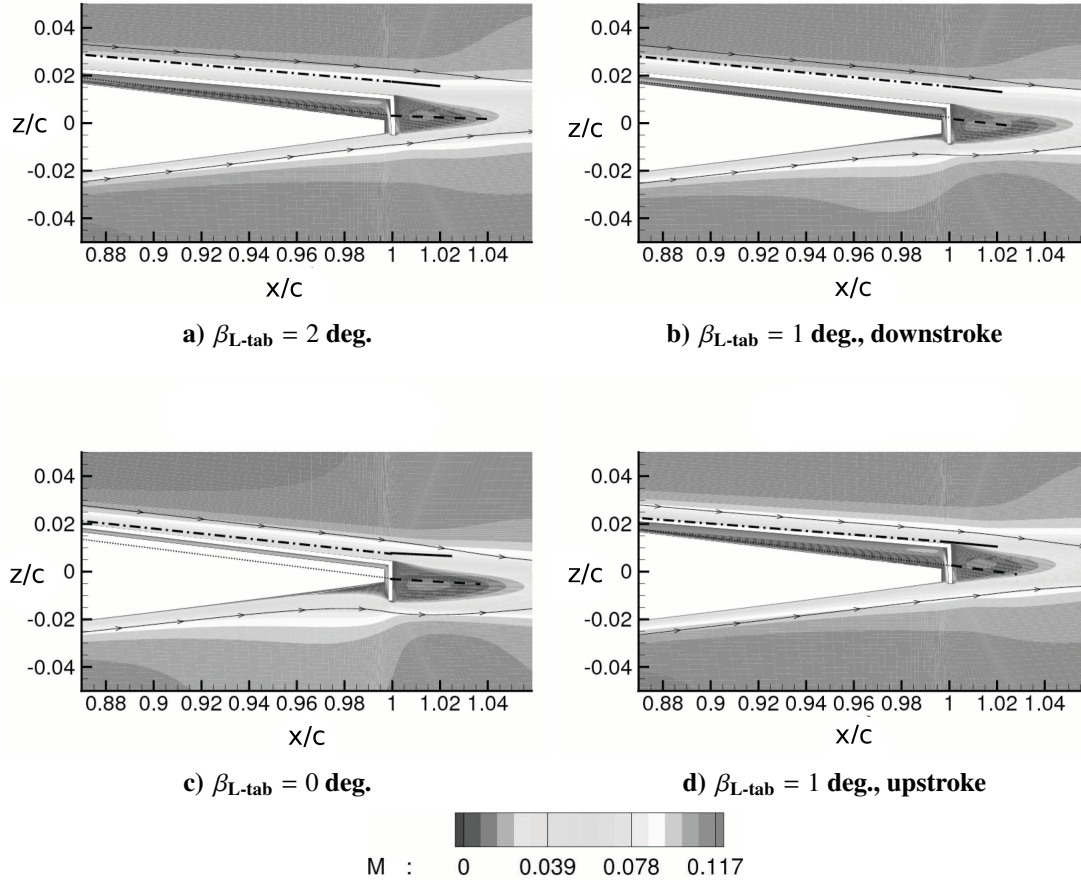 0.04
0.02
z/c
0
-0.02
-0.04
0.88 0.9 0.92 0.94 0.96 0.98 1 1.02 1.04
x/c
a) βL-tab = 2 deg.
0.04
0.02
z/c
0
-0.02
-0.04
0.88 0.9 0.92 0.94 0.96 0.98 1 1.02 1.04
x/c
b) βL-tab = 1 deg., downstroke
0.04
0.02
z/c
0
-0.02
-0.04
0.88 0.9 0.92 0.94 0.96 0.98 1 1.02 1.04
x/c
c) βL-tab = 0 deg.
0.04
0.02
z/c
0
-0.02
-0.04
0.88 0.9 0.92 0.94 0.96 0.98 1 1.02 1.04
x/c
d) βL-tab = 1 deg., upstroke
M : 0 0.039 0.078 0.117